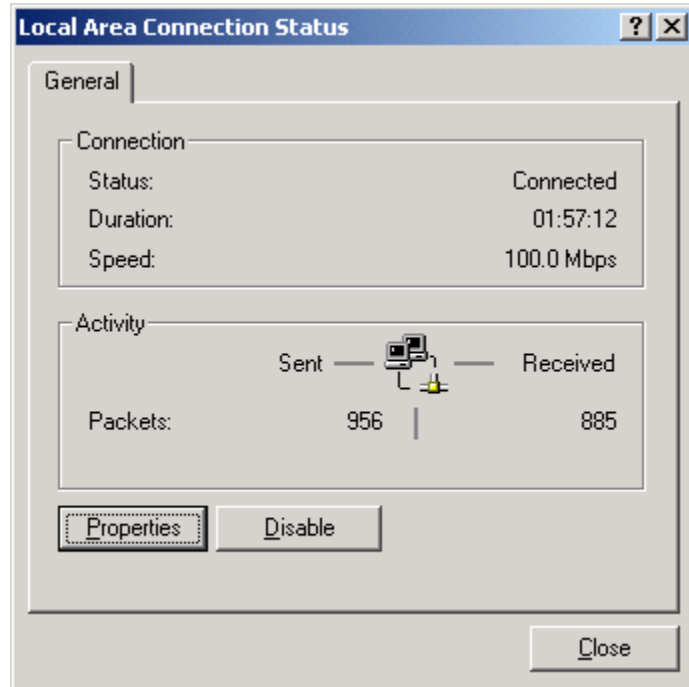 Local Area Connection Status
General
Connection
Status: Connected
Duration: 01:57:12
Speed: 100.0 Mbps
Activity
Sent Received
Packets: 956 885
Properties Disable
Close